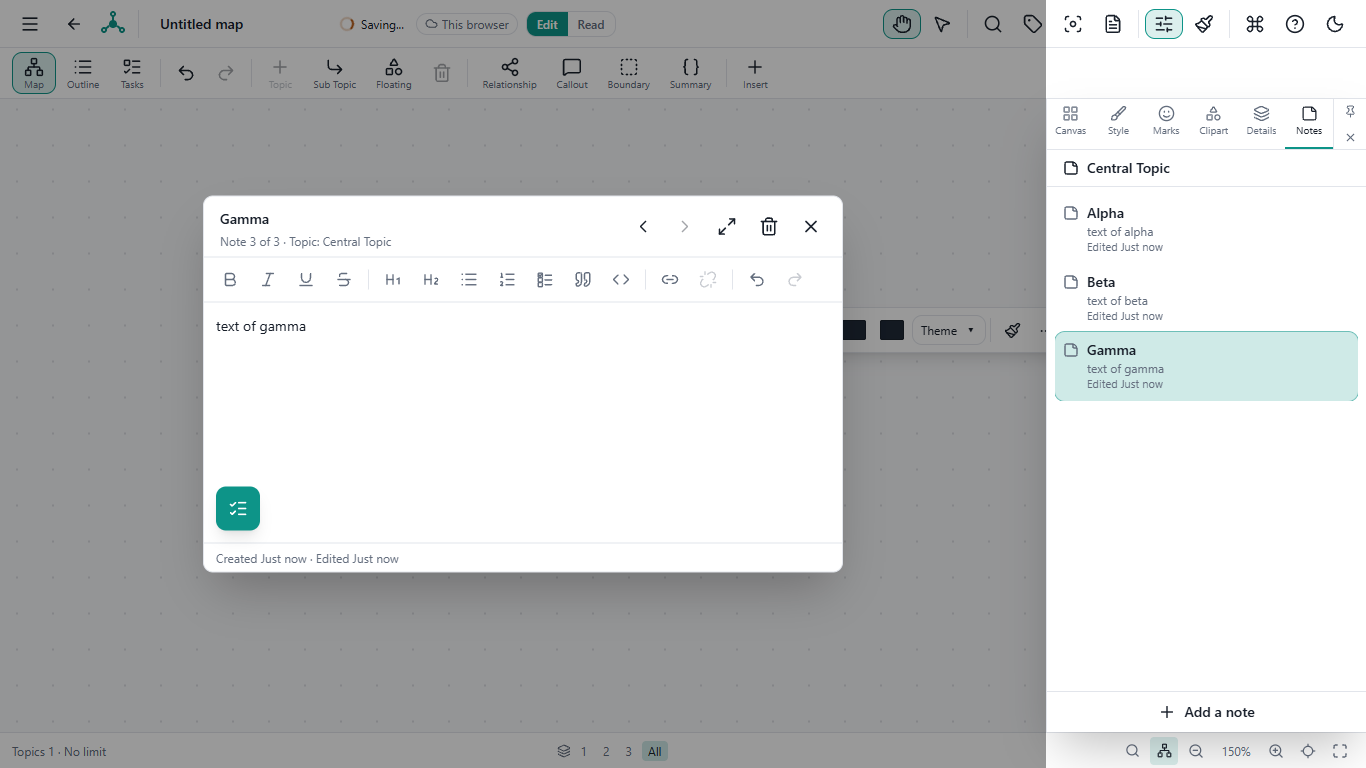 Untitled map
Saving...
This browser
Edit
Read
Map
Outline
Tasks
Topic
Sub Topic
Floating
Relationship
Callout
Boundary
Summary
Insert
Canvas
Style
Marks
Clipart
Details
Notes
Central Topic
Alpha
text of alpha
Edited Just now
Beta
text of beta
Edited Just now
Gamma
text of gamma
Edited Just now
Add a note
Gamma
Note 3 of 3 · Topic: Central Topic
B I U S H1 H2
text of gamma
Created Just now · Edited Just now
Theme
Topics 1 · No limit
1 2 3 All
150%